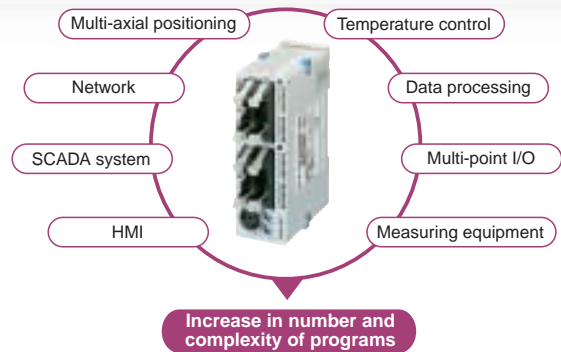 Multi-axial positioning
Temperature control
Network
Data processing
SCADA system
Multi-point I/O
HMI
Measuring equipment
Increase in number and
complexity of programs